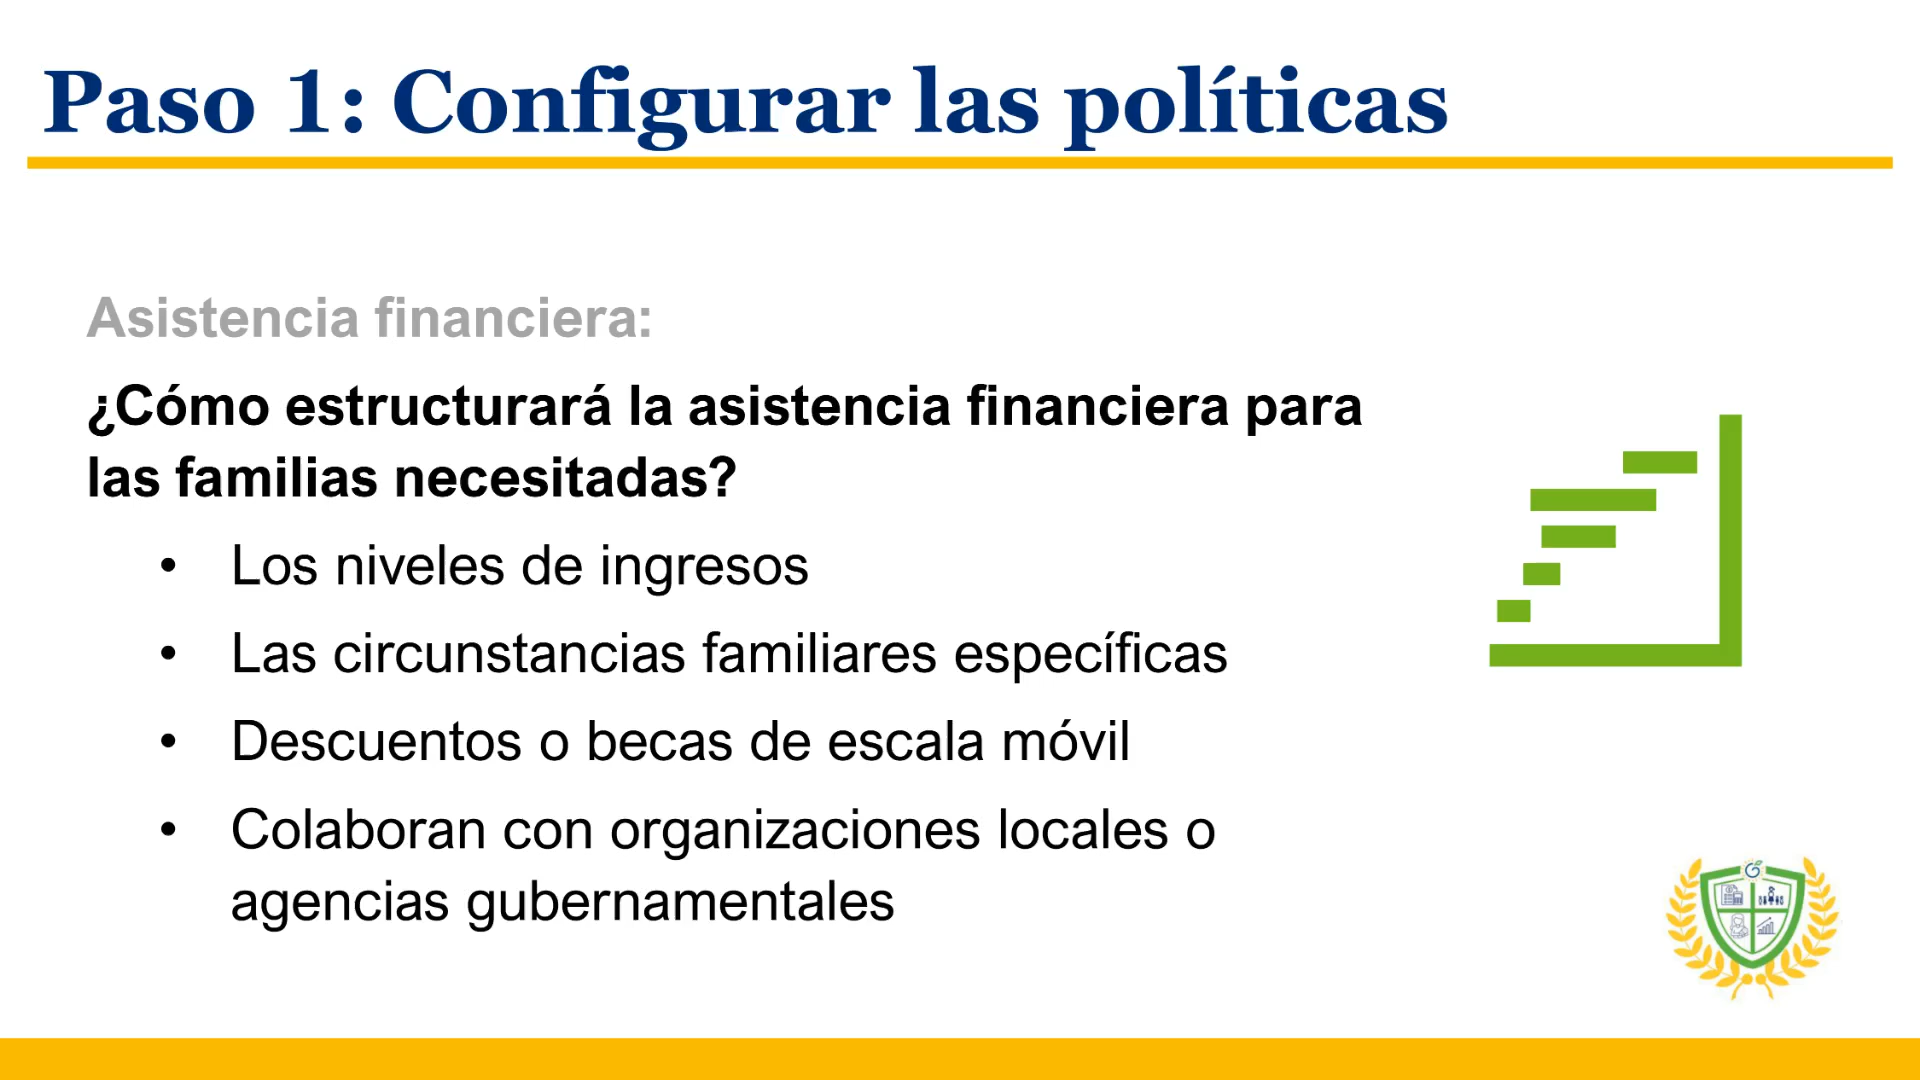 Paso 1: Configurar las políticas
Asistencia financiera:
¿Cómo estructurará la asistencia financiera para
las familias necesitadas?
• Los niveles de ingresos
• Las circunstancias familiares específicas
• Descuentos o becas de escala móvil
• Colaboran con organizaciones locales o
agencias gubernamentales